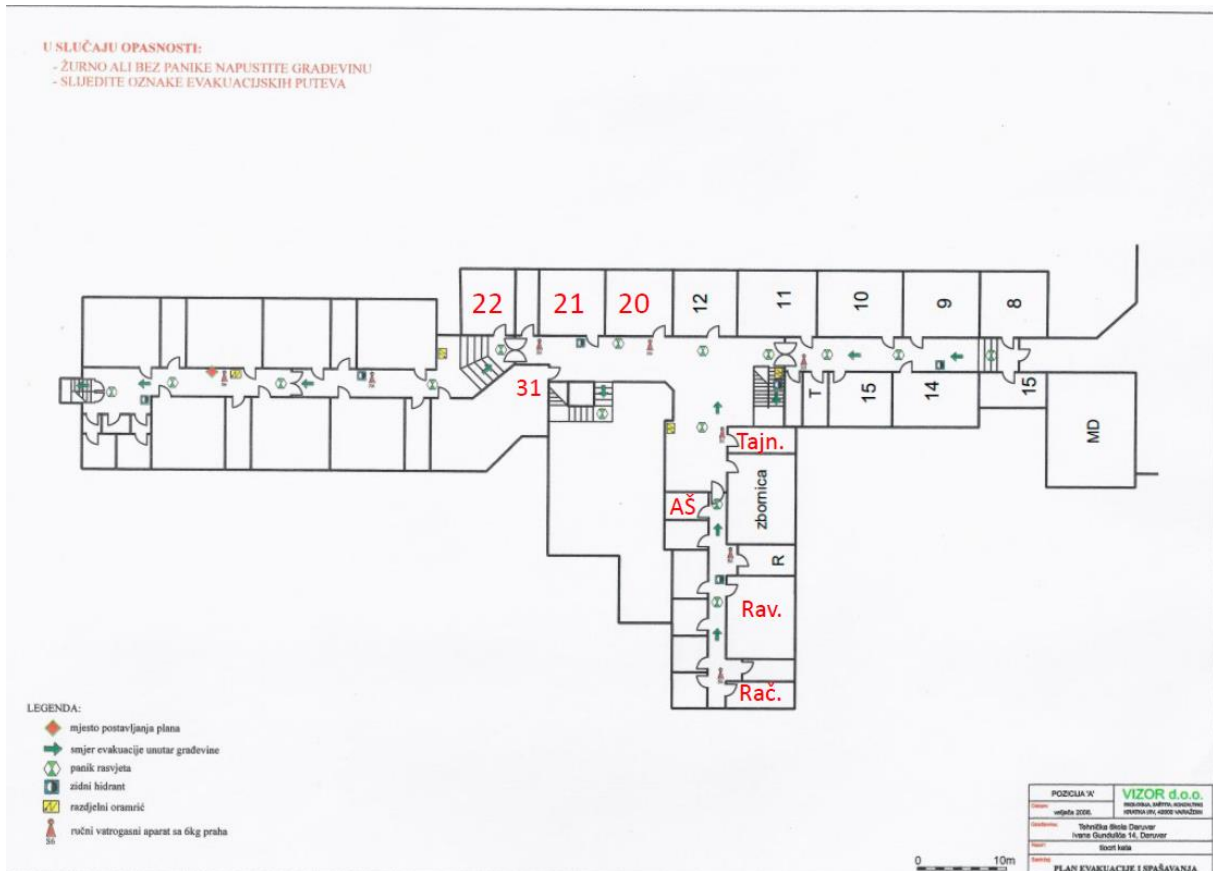 U SLUČAJU OPASNOSTI:
- ŽURNO ALI BEZ PANIKE NAPUSTITE GRAĐEVINU
- SLIJEDITE OZNAKE EVAKUACIJSKIH PUTEVA
22
21
20
12
11
10
9
8
31
T
15
14
15
MD
Tajn.
zbornica
AŠ
R
Rav.
Rač.
LEGENDA:
mjesto postavljanja plana
smjer evakuacije unutar građevine
panik rasvjeta
zidni hidrant
razdjelni oramrić
ručni vatrogasni aparat sa 6kg praha
S6
POZICIJA 'A'
VIZOR d.o.o.
veljača 2006.
Tehnička škola Daruvar
Ivana Gundulića 14, Daruvar
tlocrt kata
0 10m
PLAN EVAKUACIJE I SPAŠAVANJA